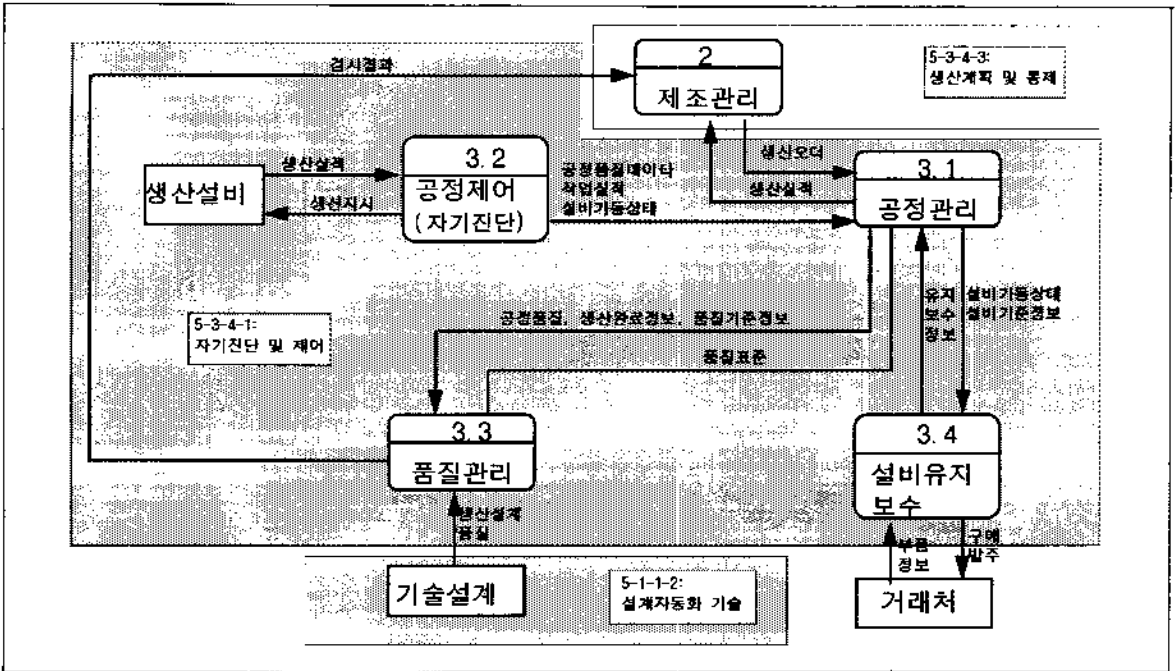 2
제조관리
5-3-4-3:
생산계획 및 통제
검사결과
생산오더
생산실적
3.1
공정관리
3.2
공정제어
(자기진단)
생산설비
생산실적
생산지시
공정품질데이타
작업실적
설비가동상태
유지
보수
정보
설비가동상태
설비기준정보
5-3-4-1:
자기진단 및 제어
공정품질, 생산완료정보, 품질기준정보
품질표준
3.3
품질관리
3.4
설비유지
보수
생산설계
품질
부품
정보
구매
발주
기술설계
5-1-1-2:
설계자동화 기술
거래처